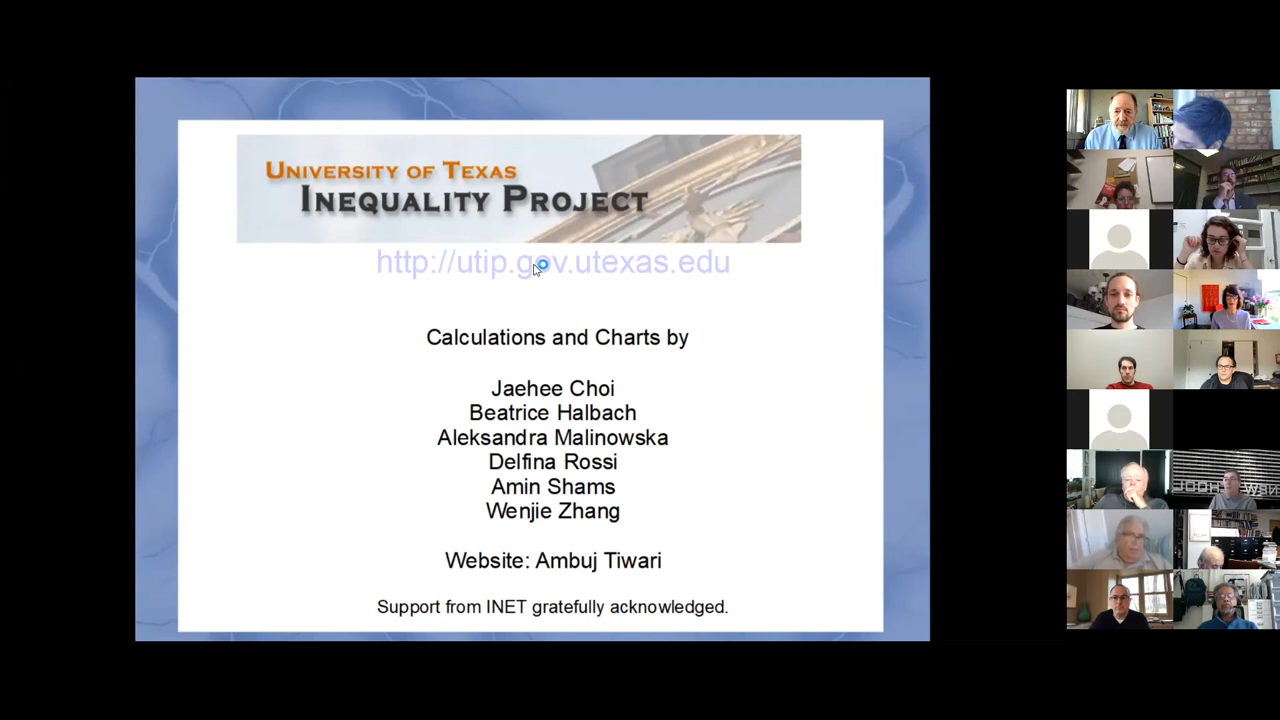 UNIVERSITY OF TEXAS
INEQUALITY PROJECT
http://utip.gov.utexas.edu
Calculations and Charts by
Jaehee Choi
Beatrice Halbach
Aleksandra Malinowska
Delfina Rossi
Amin Shams
Wenjie Zhang
Website: Ambuj Tiwari
Support from INET gratefully acknowledged.